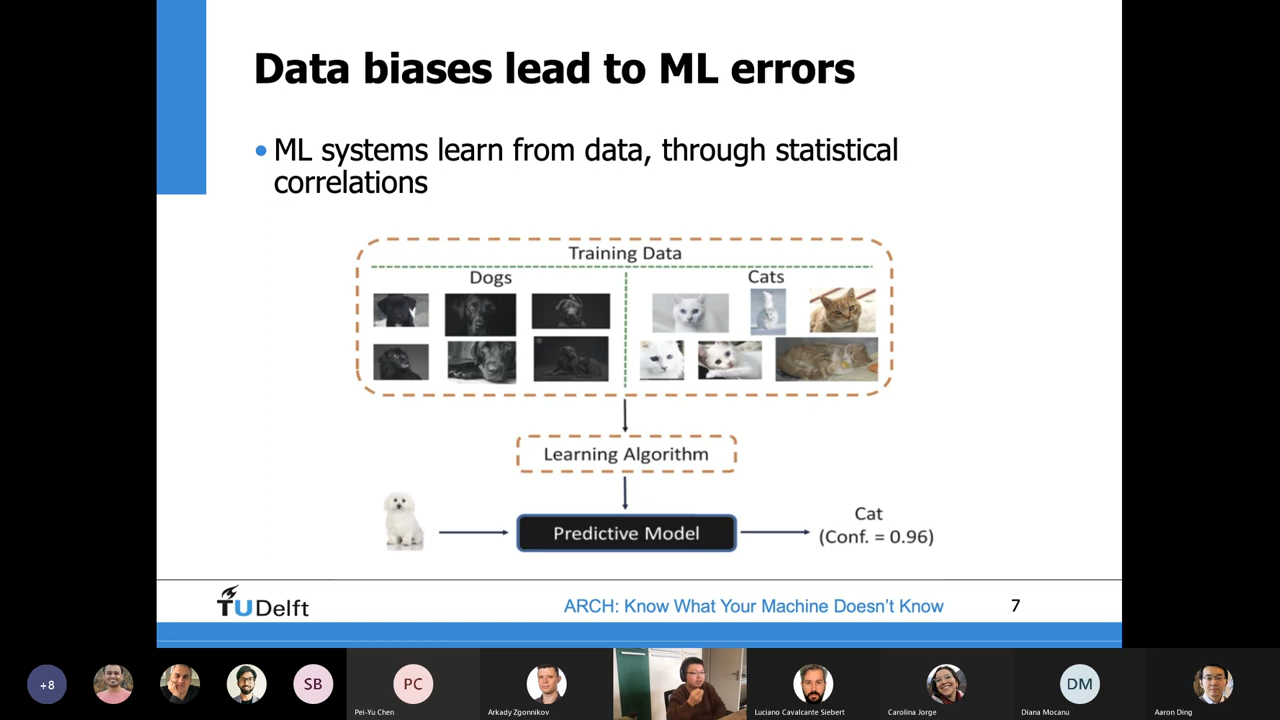 Data biases lead to ML errors
• ML systems learn from data, through statistical
correlations
Training Data
Dogs
Cats
Learning Algorithm
Predictive Model
Cat
(Conf. = 0.96)
TUDelft
ARCH: Know What Your Machine Doesn't Know
7
+8
SB
PC
DM
Pei-Yu Chen
Arkady Zgonnikov
Luciano Cavalcante Siebert
Carolina Jorge
Diana Mocanu
Aaron Ding